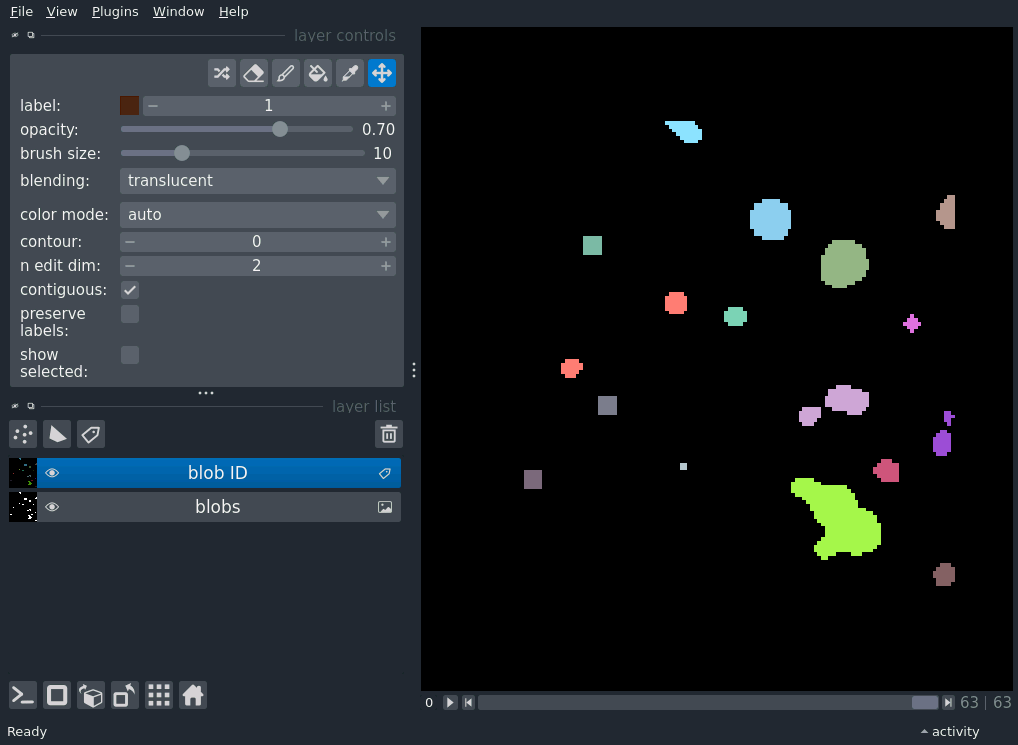 File View Plugins Window Help
layer controls
label: 1
opacity: 0.70
brush size: 10
blending: translucent
color mode: auto
contour: 0
n edit dim: 2
contiguous:
preserve
labels:
show
selected:
layer list
blob ID
blobs
0 63 | 63
Ready activity